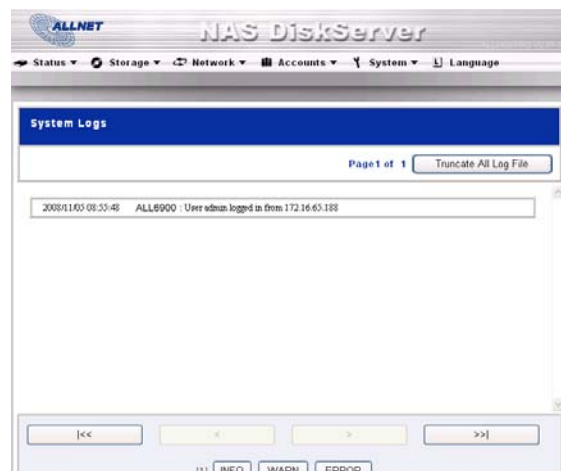 ALLNET
NAS DiskServer
Status ▾ Storage ▾ Network ▾ Accounts ▾ System ▾ Language
System Logs
Page1 of 1 Truncate All Log File
2008/11/05 08:55:48 ALL6900 : User admin logged in from 172.16.65.188
|<< < > >>|
INFO WARN ERROR